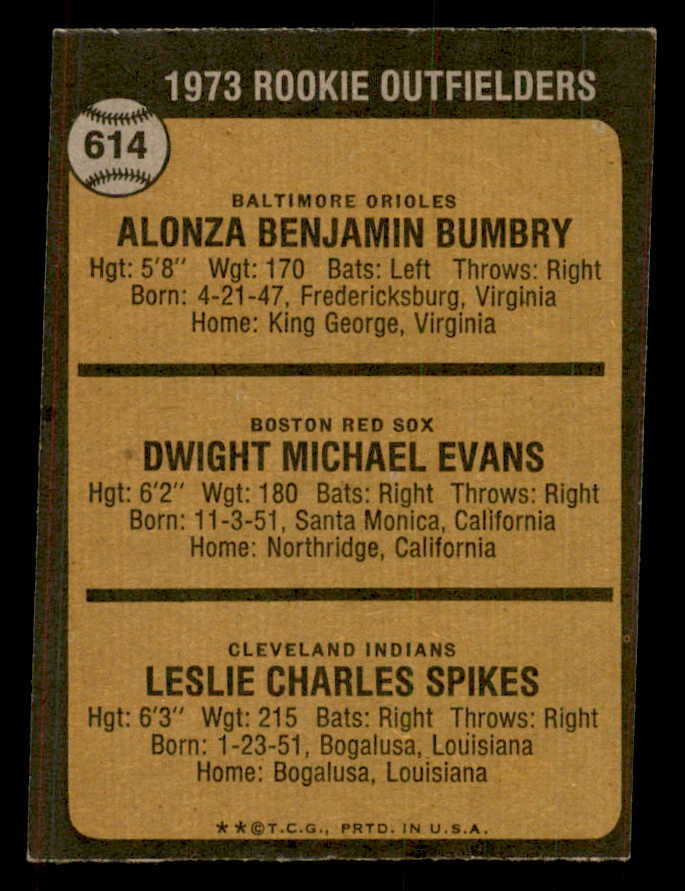 1973 ROOKIE OUTFIELDERS
614
BALTIMORE ORIOLES
ALONZA BENJAMIN BUMBRY
Hgt: 5'8" Wgt: 170 Bats: Left Throws: Right
Born: 4-21-47, Fredericksburg, Virginia
Home: King George, Virginia
BOSTON RED SOX
DWIGHT MICHAEL EVANS
Hgt: 6'2" Wgt: 180 Bats: Right Throws: Right
Born: 11-3-51, Santa Monica, California
Home: Northridge, California
CLEVELAND INDIANS
LESLIE CHARLES SPIKES
Hgt: 6'3" Wgt: 215 Bats: Right Throws: Right
Born: 1-23-51, Bogalusa, Louisiana
Home: Bogalusa, Louisiana
**©T.C.G., PRTD. IN U.S.A.